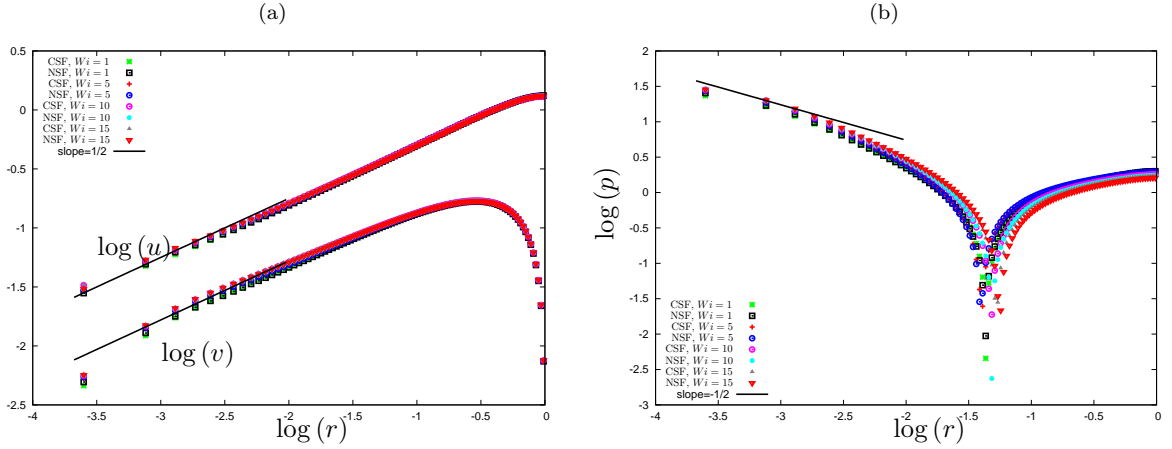 (a)
0.5
0
-0.5
-1
-1.5
-2
-2.5
-4 -3.5 -3 -2.5 -2 -1.5 -1 -0.5 0
CSF, Wi = 1
NSF, Wi = 1
CSF, Wi = 5
NSF, Wi = 5
CSF, Wi = 10
NSF, Wi = 10
CSF, Wi = 15
NSF, Wi = 15
slope=1/2
log (u)
log (v)
log (r)
(b)
2.5
2
1.5
1
0.5
0
-0.5
-1
-1.5
-2
-2.5
-3
-4 -3.5 -3 -2.5 -2 -1.5 -1 -0.5 0
log (p)
CSF, Wi = 1
NSF, Wi = 1
CSF, Wi = 5
NSF, Wi = 5
CSF, Wi = 10
NSF, Wi = 10
CSF, Wi = 15
NSF, Wi = 15
slope=-1/2
log (r)